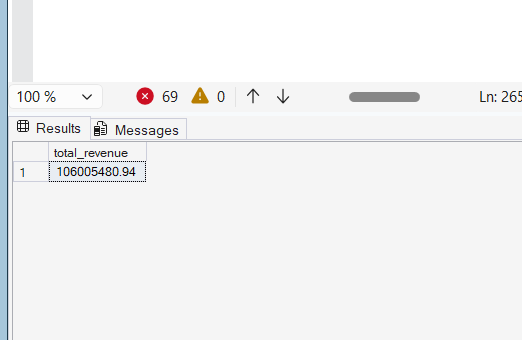 100 % 69 0 Ln: 265
Results Messages
total_revenue
1 106005480.94